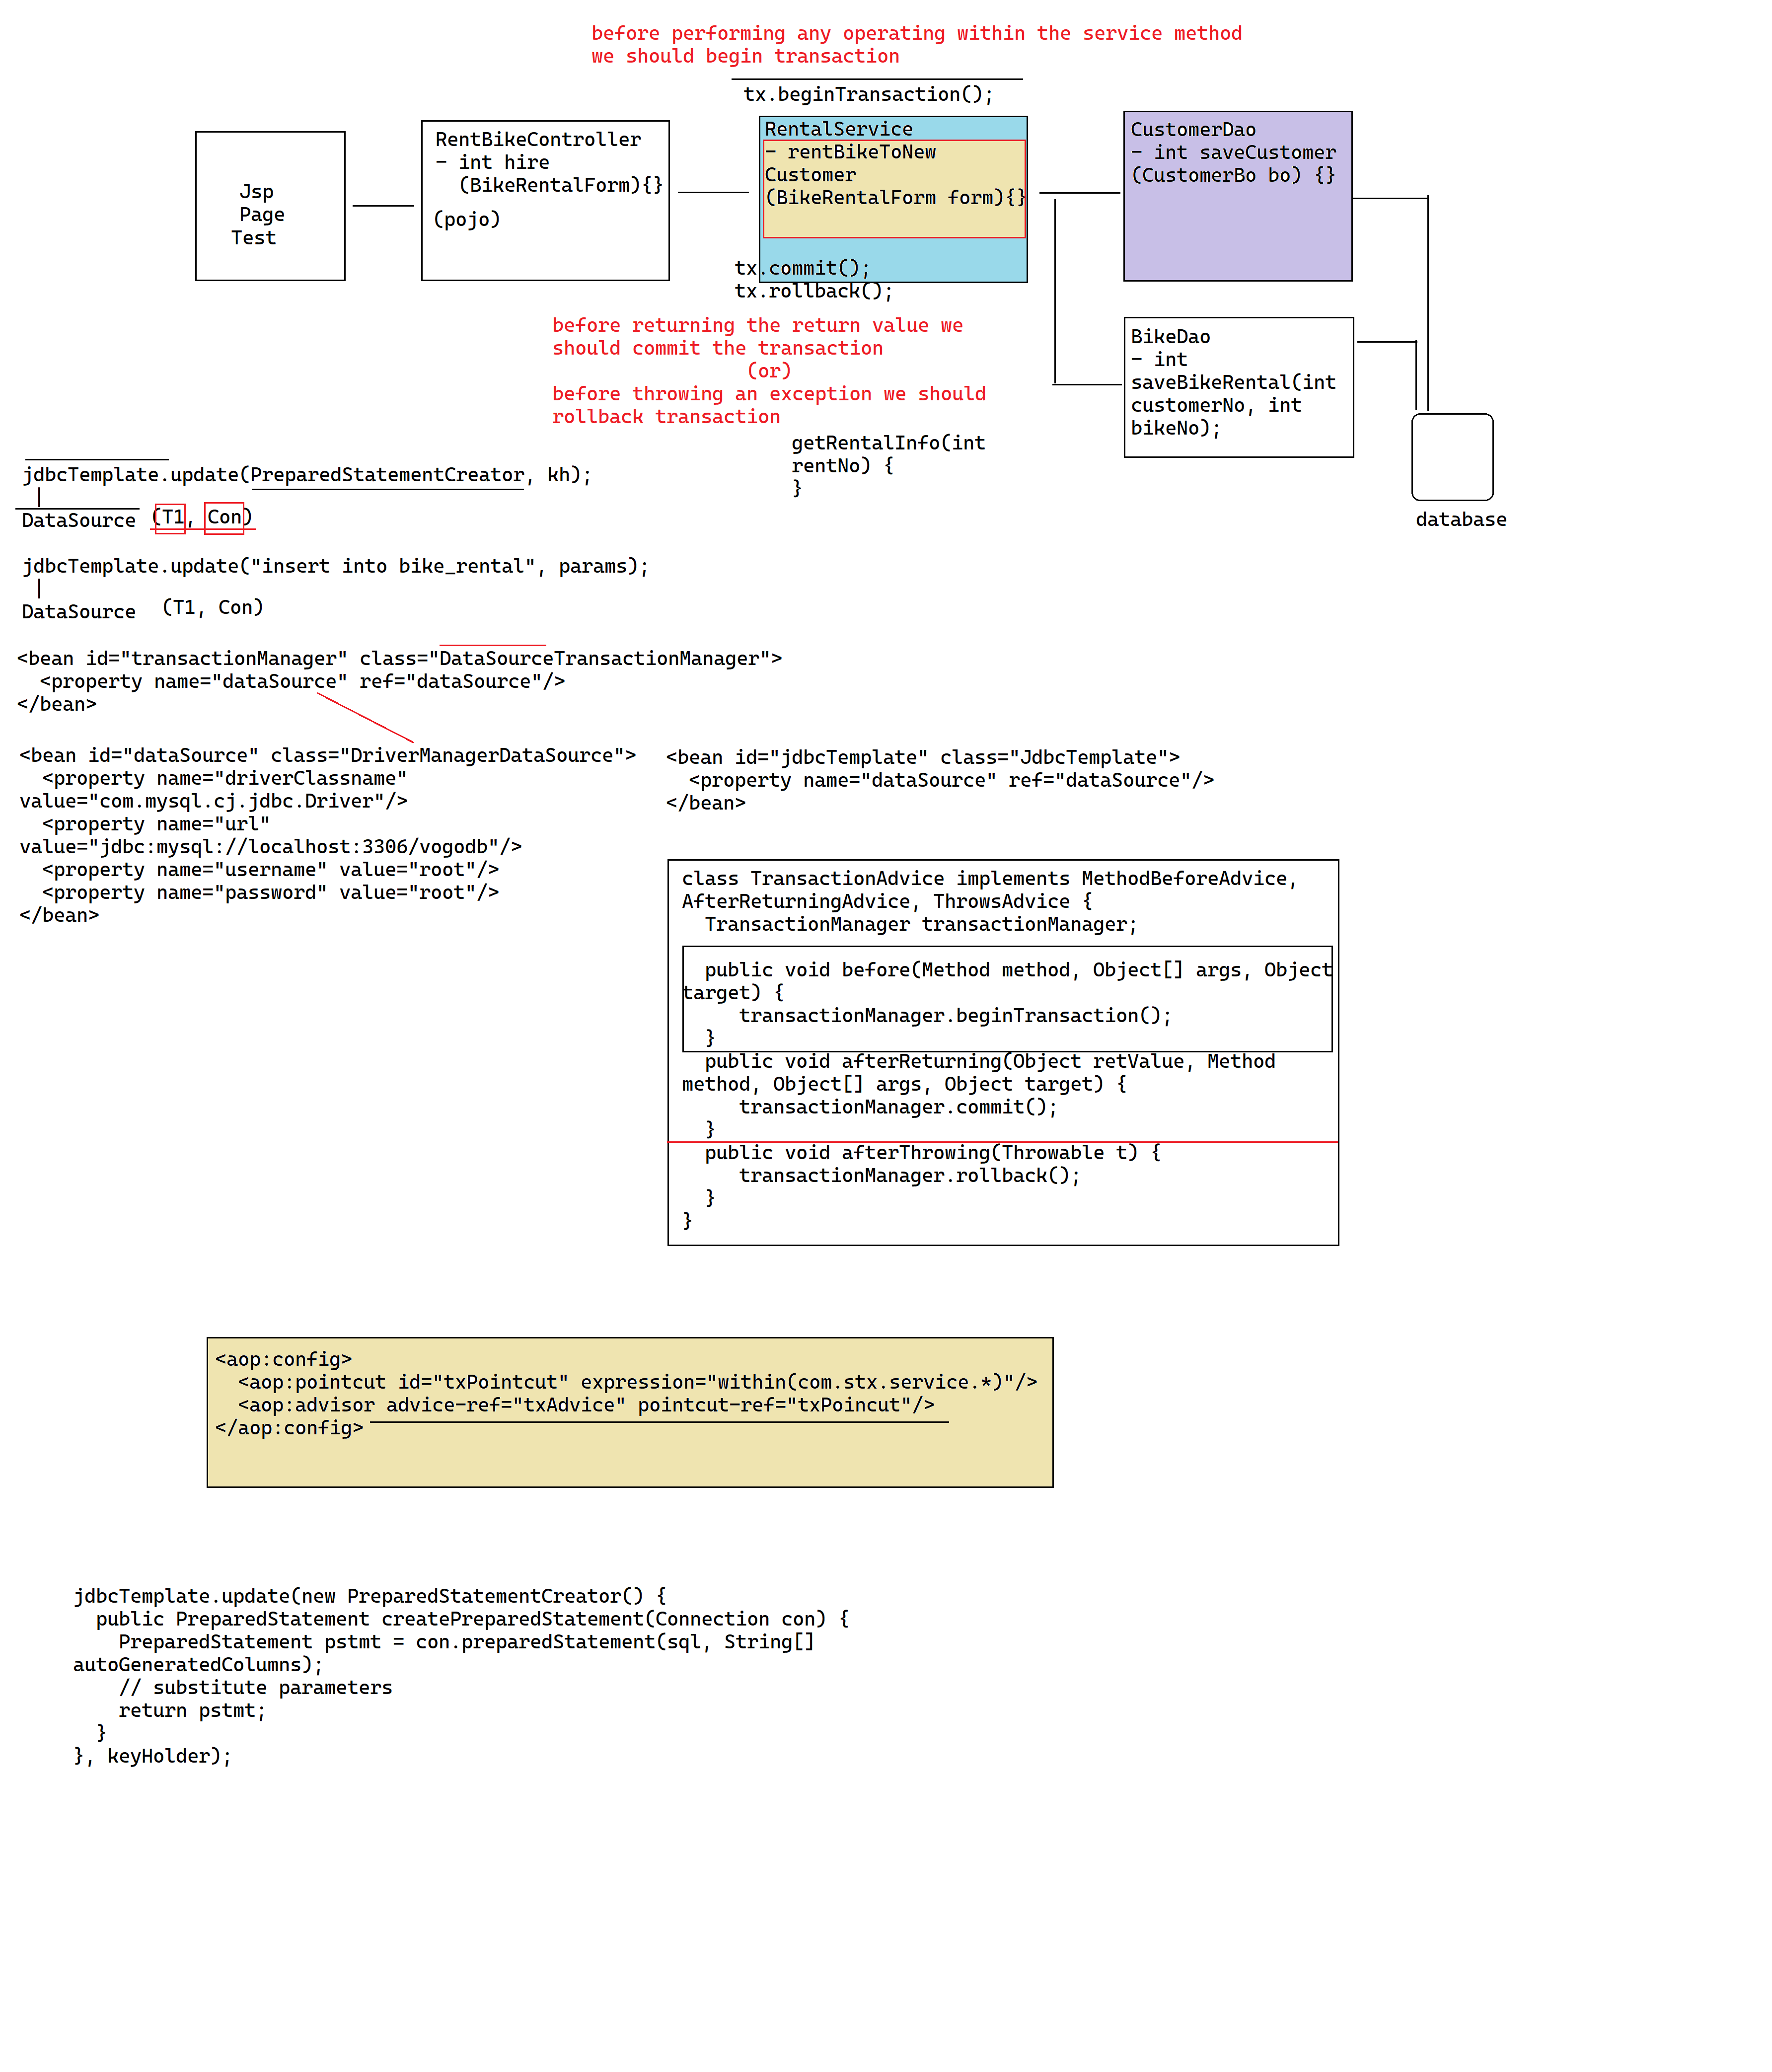 before performing any operating within the service method
we should begin transaction
tx.beginTransaction();
Jsp
Page
Test
RentBikeController
- int hire
(BikeRentalForm){}
(pojo)
RentalService
- rentBikeToNew
Customer
(BikeRentalForm form){}
tx.commit();
tx.rollback();
CustomerDao
- int saveCustomer
(CustomerBo bo) {}
before returning the return value we
should commit the transaction
(or)
before throwing an exception we should
rollback transaction
BikeDao
- int
saveBikeRental(int
customerNo, int
bikeNo);
getRentalInfo(int
rentNo) {
}
database
jdbcTemplate.update(PreparedStatementCreator, kh);
|
DataSource (T1, Con)
jdbcTemplate.update("insert into bike_rental", params);
|
DataSource (T1, Con)
<bean id="transactionManager" class="DataSourceTransactionManager">
<property name="dataSource" ref="dataSource"/>
</bean>
<bean id="dataSource" class="DriverManagerDataSource">
<property name="driverClassname"
value="com.mysql.cj.jdbc.Driver"/>
<property name="url"
value="jdbc:mysql://localhost:3306/vogodb"/>
<property name="username" value="root"/>
<property name="password" value="root"/>
</bean>
<bean id="jdbcTemplate" class="JdbcTemplate">
<property name="dataSource" ref="dataSource"/>
</bean>
class TransactionAdvice implements MethodBeforeAdvice,
AfterReturningAdvice, ThrowsAdvice {
TransactionManager transactionManager;
public void before(Method method, Object[] args, Object
target) {
transactionManager.beginTransaction();
}
public void afterReturning(Object retValue, Method
method, Object[] args, Object target) {
transactionManager.commit();
}
public void afterThrowing(Throwable t) {
transactionManager.rollback();
}
}
<aop:config>
<aop:pointcut id="txPointcut" expression="within(com.stx.service.*)"/>
<aop:advisor advice-ref="txAdvice" pointcut-ref="txPoincut"/>
</aop:config>
jdbcTemplate.update(new PreparedStatementCreator() {
public PreparedStatement createPreparedStatement(Connection con) {
PreparedStatement pstmt = con.preparedStatement(sql, String[]
autoGeneratedColumns);
// substitute parameters
return pstmt;
}
}, keyHolder);